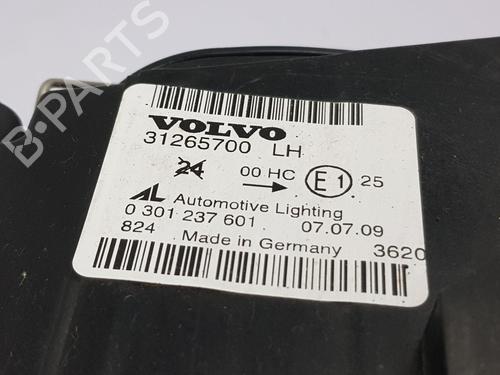 VOLVO
31265700 LH
24 00 HC E1 25
AL Automotive Lighting
0 301 237 601 07.07.09
824 Made in Germany 3620
B-PARTS